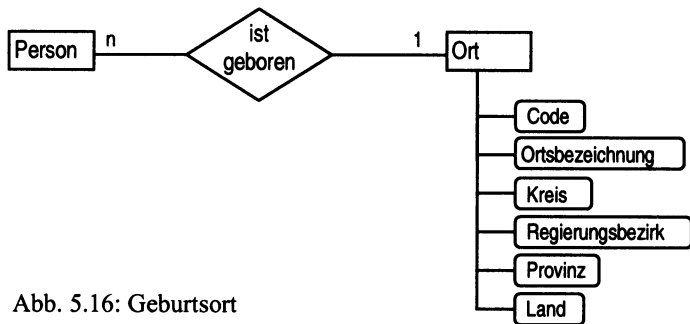 Person
n
ist
geboren
1
Ort
Code
Ortsbezeichnung
Kreis
Regierungsbezirk
Provinz
Land
Abb. 5.16: Geburtsort